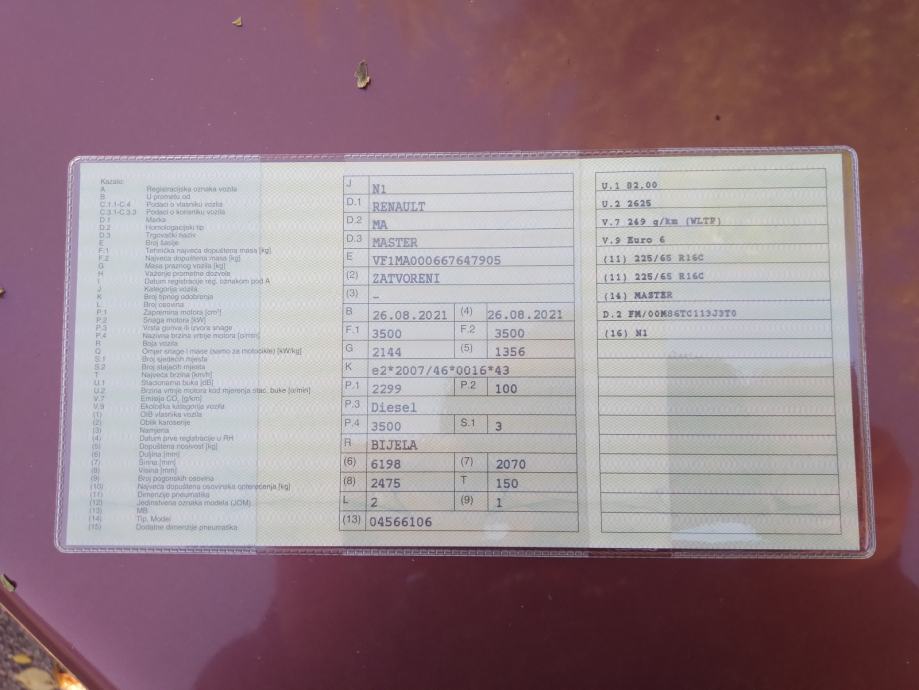 Kazalo:
A Registracijska oznaka vozila
B U prometu od
C.1.1-C.4 Podaci o vlasniku vozila
C.3.1-C.3.3 Podaci o korisniku vozila
D.1 Marka
D.2 Homologacijski tip
D.3 Trgovački naziv
E Broj šasije
F.1 Tehnička najveća dopuštena masa [kg]
F.2 Najveća dopuštena masa [kg]
G Masa praznog vozila [kg]
H Važenje prometne dozvole
I Datum registracije reg. oznakom pod A
J Kategorija vozila
K Broj tipnog odobrenja
L Broj osovina
P.1 Zapremina motora [cm³]
P.2 Snaga motora [kW]
P.3 Vrsta goriva ili izvora snage
P.4 Nazivna brzina vrtnje motora [o/min]
R Boja vozila
Q Omjer snage i mase (samo za motocikle) [kW/kg]
S.1 Broj sjedećih mjesta
S.2 Broj stajaćih mjesta
T Najveća brzina [km/h]
U.1 Stacionarna buka [dB]
U.2 Brzina vrtnje motora kod mjerenja stac. buke [o/min]
V.7 Emisija CO₂ [g/km]
V.9 Ekološka kategorija vozila
(1) OIB vlasnika vozila
(2) Oblik karoserije
(3) Namjena
(4) Datum prve registracije u RH
(5) Dopuštena nosivost [kg]
(6) Duljina [mm]
(7) Širina [mm]
(8) Visina [mm]
(9) Broj pogonskih osovina
(10) Najveća dopuštena osovinska opterećenja [kg]
(11) Dimenzije pneumatika
(12) Jedinstvena oznaka modela (JOM)
(13) MB
(14) Tip, Model
(15) Dodatne dimenzije pneumatika
J N1
D.1 RENAULT
D.2 MA
D.3 MASTER
E VF1MA000667647905
(2) ZATVORENI
(3) –
B 26.08.2021 (4) 26.08.2021
F.1 3500 F.2 3500
G 2144 (5) 1356
K e2*2007/46*0016*43
P.1 2299 P.2 100
P.3 Diesel
P.4 3500 S.1 3
R BIJELA
(6) 6198 (7) 2070
(8) 2475 T 150
L 2 (9) 1
(13) 04566106
U.1 82,00
U.2 2625
V.7 269 g/km (WLTP)
V.9 Euro 6
(11) 225/65 R16C
(11) 225/65 R16C
(14) MASTER
D.2 FM/00M86TC113J3T0
(16) N1